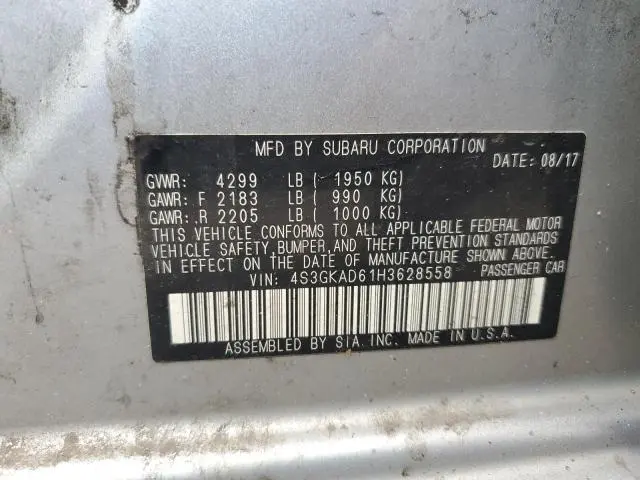 MFD BY SUBARU CORPORATION
DATE: 08/17
GVWR: 4299 LB ( 1950 KG)
GAWR: F 2183 LB ( 990 KG)
GAWR: R 2205 LB ( 1000 KG)
THIS VEHICLE CONFORMS TO ALL APPLICABLE FEDERAL MOTOR
VEHICLE SAFETY, BUMPER, AND THEFT PREVENTION STANDARDS
IN EFFECT ON THE DATE OF MANUFACTURE SHOWN ABOVE.
VIN: 4S3GKAD61H3628558 PASSENGER CAR
ASSEMBLED BY SIA, INC. MADE IN U.S.A.